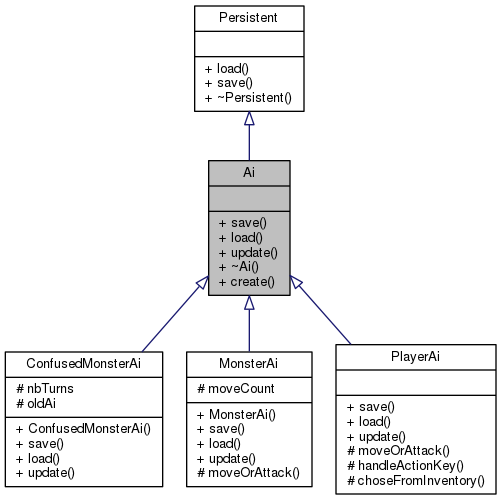 Persistent
+ load()
+ save()
+ ~Persistent()
Ai
+ save()
+ load()
+ update()
+ ~Ai()
+ create()
ConfusedMonsterAi
# nbTurns
# oldAi
+ ConfusedMonsterAi()
+ save()
+ load()
+ update()
MonsterAi
# moveCount
+ MonsterAi()
+ save()
+ load()
+ update()
# moveOrAttack()
PlayerAi
+ save()
+ load()
+ update()
# moveOrAttack()
# handleActionKey()
# choseFromInventory()